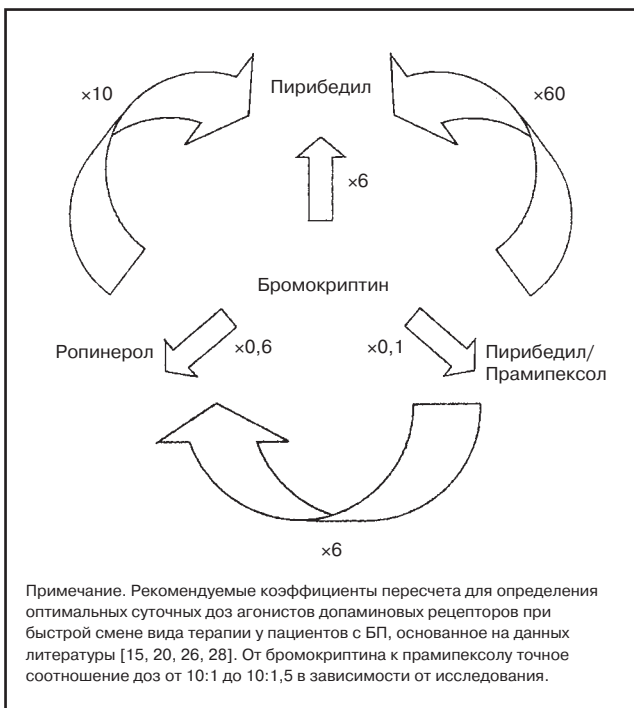 ×10
Пирибедил
×60
×6
Бромокриптин
Ропинерол
×0,6
×0,1
Пирибедил/
Прамипексол
×6
Примечание. Рекомендуемые коэффициенты пересчета для определения
оптимальных суточных доз агонистов допаминовых рецепторов при
быстрой смене вида терапии у пациентов с БП, основанное на данных
литературы [15, 20, 26, 28]. От бромокриптина к прамипексолу точное
соотношение доз от 10:1 до 10:1,5 в зависимости от исследования.